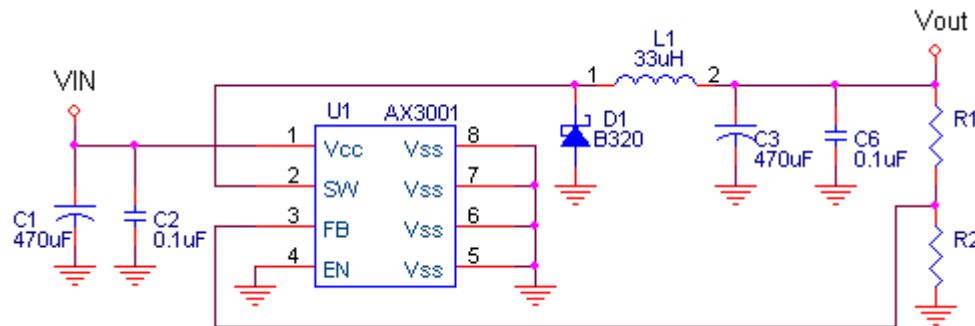 Vout
L1
33uH
1
2
VIN
U1
AX3001
D1
B320
C3
470uF
C6
0.1uF
R1
1
Vcc
Vss
8
2
SW
Vss
7
3
FB
Vss
6
4
EN
Vss
5
C1
470uF
C2
0.1uF
R2